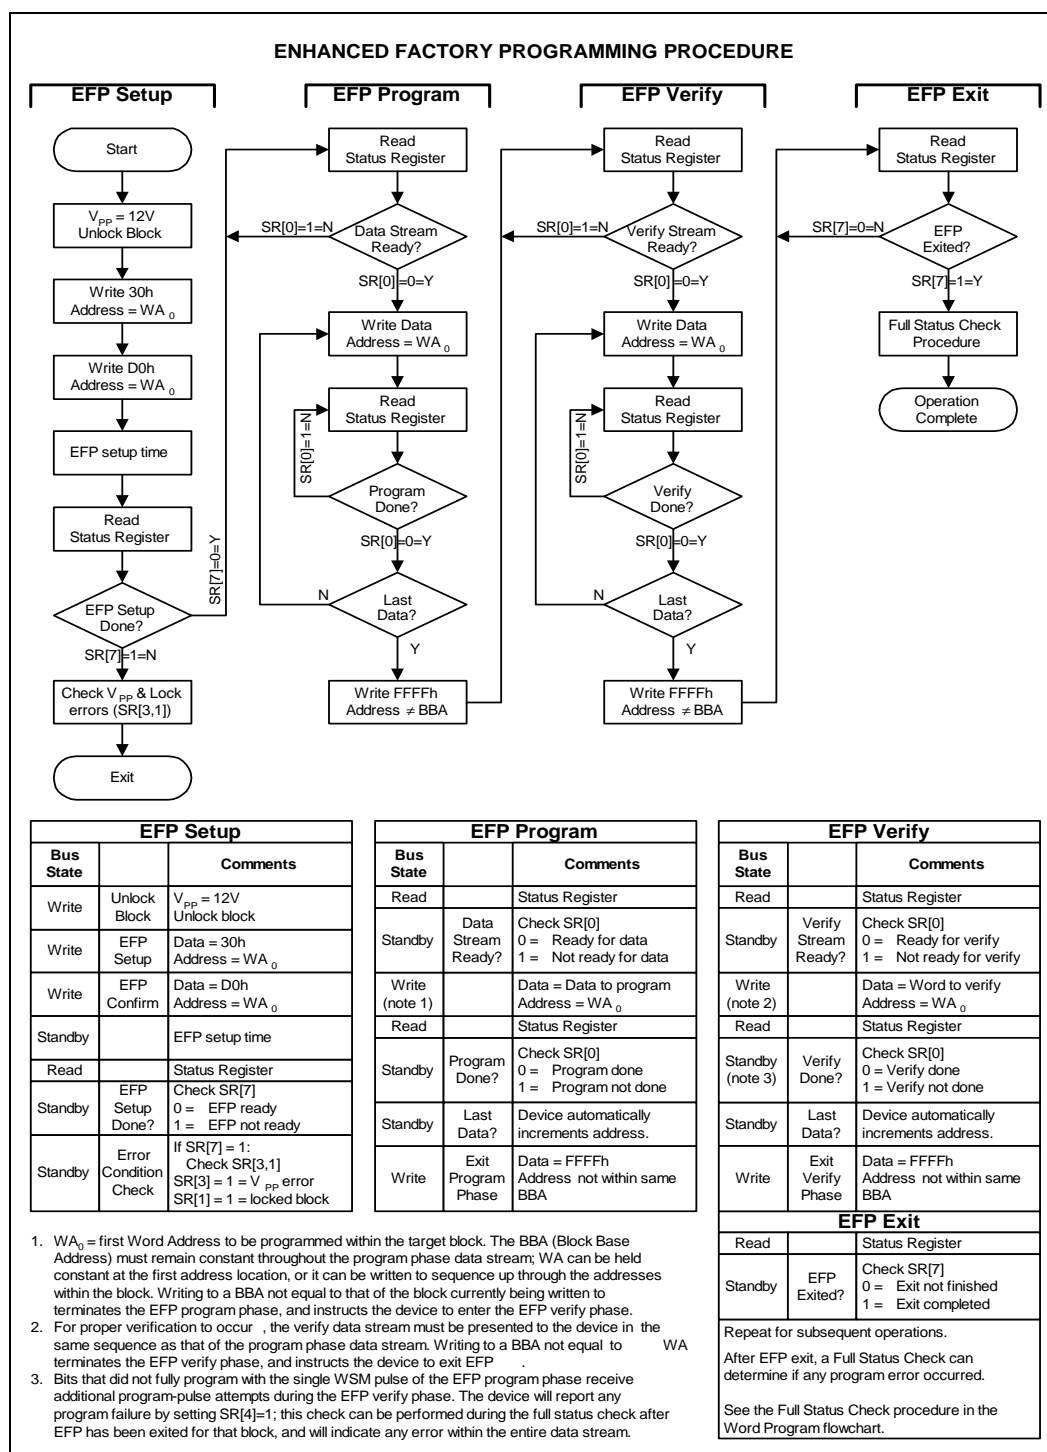 ENHANCED FACTORY PROGRAMMING PROCEDURE
EFP Setup
Start
V PP = 12V
Unlock Block
Write 30h
Address = WA 0
Write D0h
Address = WA 0
EFP setup time
Read
Status Register
EFP Setup
Done?
SR[7]=0=Y
SR[7]=1=N
Check V PP & Lock
errors (SR[3,1])
Exit
EFP Program
Read
Status Register
SR[0]=1=N
Data Stream
Ready?
SR[0]=0=Y
Write Data
Address = WA 0
Read
Status Register
SR[0]=1=N
Program
Done?
SR[0]=0=Y
N
Last
Data?
Y
Write FFFFh
Address ≠ BBA
EFP Verify
Read
Status Register
SR[0]=1=N
Verify Stream
Ready?
SR[0]=0=Y
Write Data
Address = WA 0
Read
Status Register
SR[0]=1=N
Verify
Done?
SR[0]=0=Y
N
Last
Data?
Y
Write FFFFh
Address ≠ BBA
EFP Exit
Read
Status Register
SR[7]=0=N
EFP
Exited?
SR[7]=1=Y
Full Status Check
Procedure
Operation
Complete
EFP Setup
Bus
State
Comments
Write
Unlock
Block
V PP = 12V
Unlock block
Write
EFP
Setup
Data = 30h
Address = WA 0
Write
EFP
Confirm
Data = D0h
Address = WA 0
Standby
EFP setup time
Read
Status Register
Standby
EFP
Setup
Done?
Check SR[7]
0 = EFP ready
1 = EFP not ready
Standby
Error
Condition
Check
If SR[7] = 1:
Check SR[3,1]
SR[3] = 1 = V PP error
SR[1] = 1 = locked block
EFP Program
Bus
State
Comments
Read
Status Register
Standby
Data
Stream
Ready?
Check SR[0]
0 = Ready for data
1 = Not ready for data
Write
(note 1)
Data = Data to program
Address = WA 0
Read
Status Register
Standby
Program
Done?
Check SR[0]
0 = Program done
1 = Program not done
Standby
Last
Data?
Device automatically
increments address.
Write
Exit
Program
Phase
Data = FFFFh
Address not within same
BBA
EFP Verify
Bus
State
Comments
Read
Status Register
Standby
Verify
Stream
Ready?
Check SR[0]
0 = Ready for verify
1 = Not ready for verify
Write
(note 2)
Data = Word to verify
Address = WA 0
Read
Status Register
Standby
(note 3)
Verify
Done?
Check SR[0]
0 = Verify done
1 = Verify not done
Standby
Last
Data?
Device automatically
increments address.
Write
Exit
Verify
Phase
Data = FFFFh
Address not within same
BBA
EFP Exit
Read
Status Register
Standby
EFP
Exited?
Check SR[7]
0 = Exit not finished
1 = Exit completed
Repeat for subsequent operations.
After EFP exit, a Full Status Check can
determine if any program error occurred.
See the Full Status Check procedure in the
Word Program flowchart.
1. WA0 = first Word Address to be programmed within the target block. The BBA (Block Base
Address) must remain constant throughout the program phase data stream; WA can be held
constant at the first address location, or it can be written to sequence up through the addresses
within the block. Writing to a BBA not equal to that of the block currently being written to
terminates the EFP program phase, and instructs the device to enter the EFP verify phase.
2. For proper verification to occur , the verify data stream must be presented to the device in the
same sequence as that of the program phase data stream. Writing to a BBA not equal to WA
terminates the EFP verify phase, and instructs the device to exit EFP .
3. Bits that did not fully program with the single WSM pulse of the EFP program phase receive
additional program-pulse attempts during the EFP verify phase. The device will report any
program failure by setting SR[4]=1; this check can be performed during the full status check after
EFP has been exited for that block, and will indicate any error within the entire data stream.